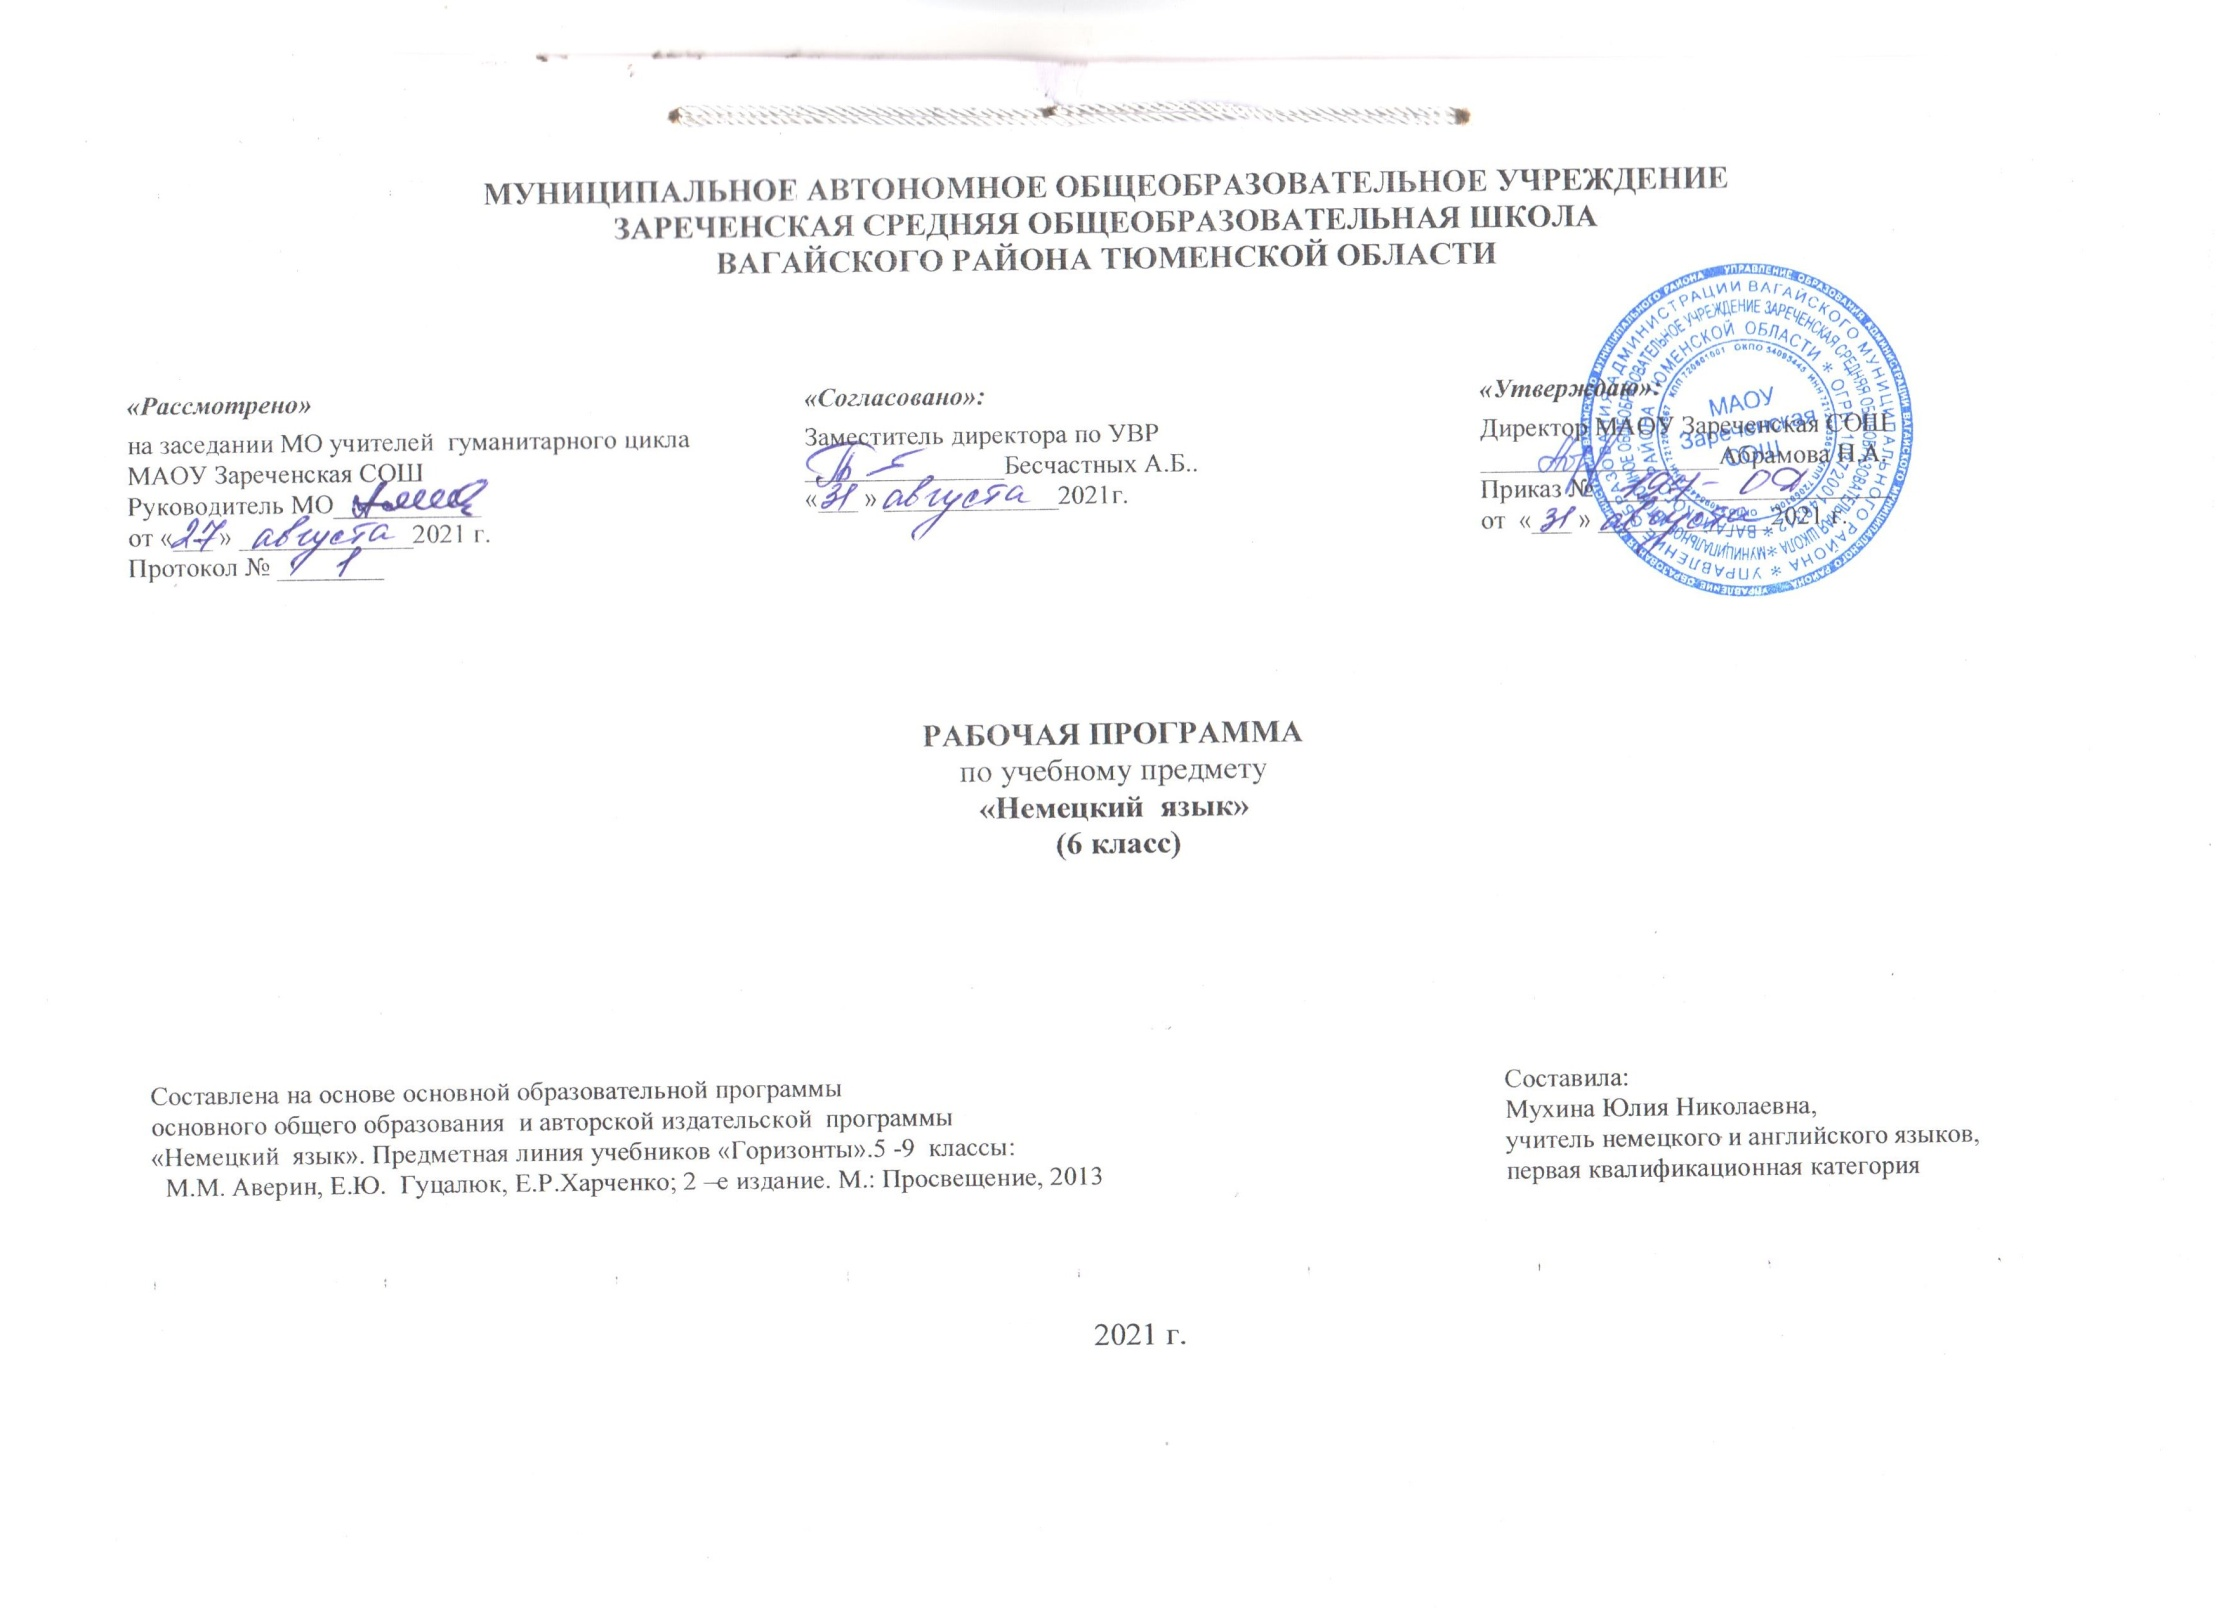 МУНИЦИПАЛЬНОЕ АВТОНОМНОЕ ОБЩЕОБРАЗОВАТЕЛЬНОЕ УЧРЕЖДЕНИЕ
ЗАРЕЧЕНСКАЯ СРЕДНЯЯ ОБЩЕОБРАЗОВАТЕЛЬНАЯ ШКОЛА
ВАГАЙСКОГО РАЙОНА ТЮМЕНСКОЙ ОБЛАСТИ
«Рассмотрено»
на заседании МО учителей гуманитарного цикла
МАОУ Зареченская СОШ
Руководитель МО
от «27» августа 2021 г.
Протокол № 1
«Согласовано»:
Заместитель директора по УВР
Бесчастных А.Б..
«31» августа 2021г.
«Утверждаю»:
Директор МАОУ Зареченская СОШ
Абрамова Н.А.
Приказ №
от «31» августа 2021 г.
МАОУ
Зареченская
СОШ
РАБОЧАЯ ПРОГРАММА
по учебному предмету
«Немецкий язык»
(6 класс)
Составлена на основе основной образовательной программы
основного общего образования и авторской издательской программы
«Немецкий язык». Предметная линия учебников «Горизонты».5 -9 классы:
М.М. Аверин, Е.Ю. Гуцалюк, Е.Р.Харченко; 2 –е издание. М.: Просвещение, 2013
Составила:
Мухина Юлия Николаевна,
учитель немецкого и английского языков,
первая квалификационная категория
2021 г.